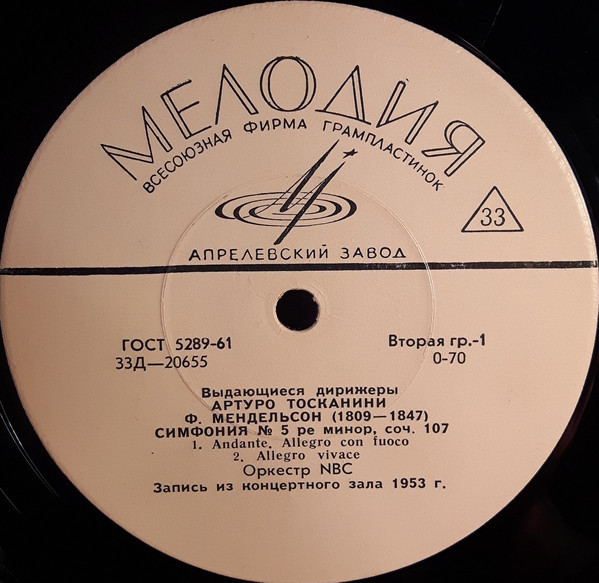 МЕЛОДИЯ
ВСЕСОЮЗНАЯ ФИРМА ГРАМПЛАСТИНОК
33
АПРЕЛЕВСКИЙ ЗАВОД
ГОСТ 5289-61
Вторая гр.-1
33Д—20655
0-70
Выдающиеся дирижеры
АРТУРО ТОСКАНИНИ
Ф. МЕНДЕЛЬСОН (1809—1847)
СИМФОНИЯ № 5 ре минор, соч. 107
1. Andante. Allegro con fuoco
2. Allegro vivace
Оркестр NBC
Запись из концертного зала 1953 г.